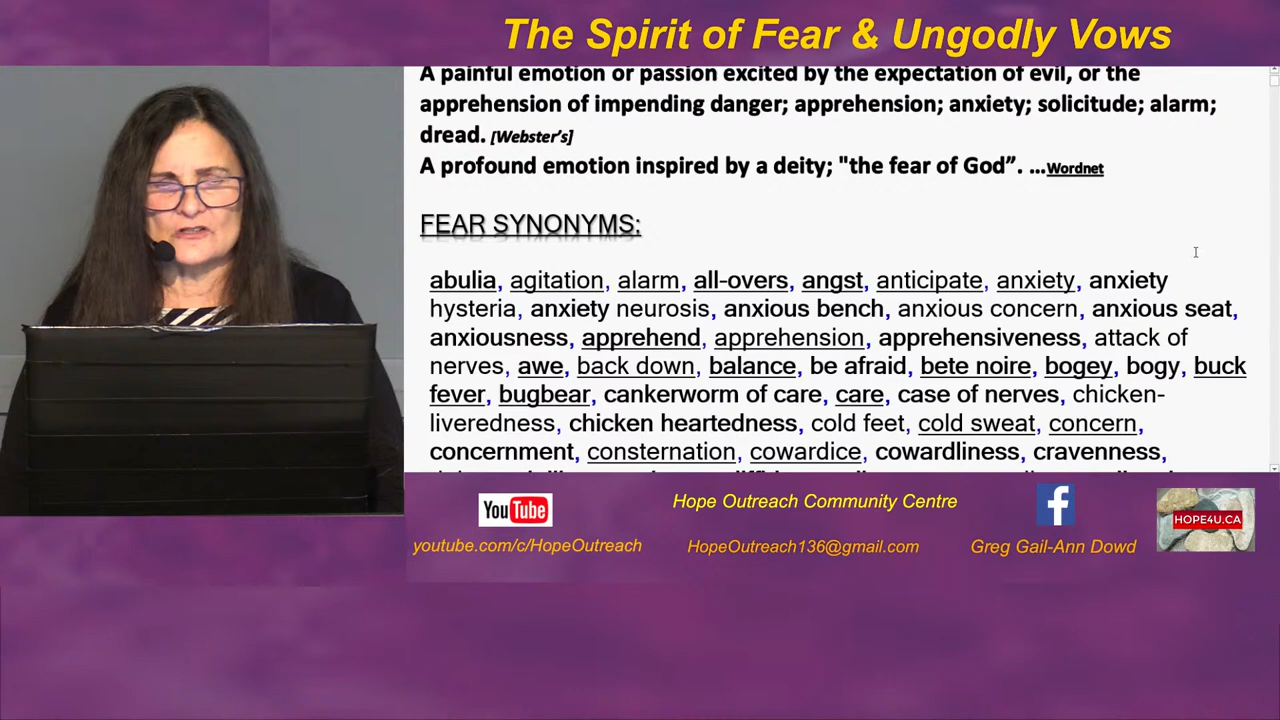 The Spirit of Fear & Ungodly Vows
A painful emotion or passion excited by the expectation of evil, or the
apprehension of impending danger; apprehension; anxiety; solicitude; alarm;
dread. [Webster's]
A profound emotion inspired by a deity; "the fear of God”. ...Wordnet
FEAR SYNONYMS:
abulia, agitation, alarm, all-overs, angst, anticipate, anxiety, anxiety
hysteria, anxiety neurosis, anxious bench, anxious concern, anxious seat,
anxiousness, apprehend, apprehension, apprehensiveness, attack of
nerves, awe, back down, balance, be afraid, bete noire, bogey, bogy, buck
fever, bugbear, cankerworm of care, care, case of nerves, chicken-
liveredness, chicken heartedness, cold feet, cold sweat, concern,
concernment, consternation, cowardice, cowardliness, cravenness,
YouTube
youtube.com/c/HopeOutreach
Hope Outreach Community Centre
HopeOutreach136@gmail.com
Greg Gail-Ann Dowd
HOPE4U.CA